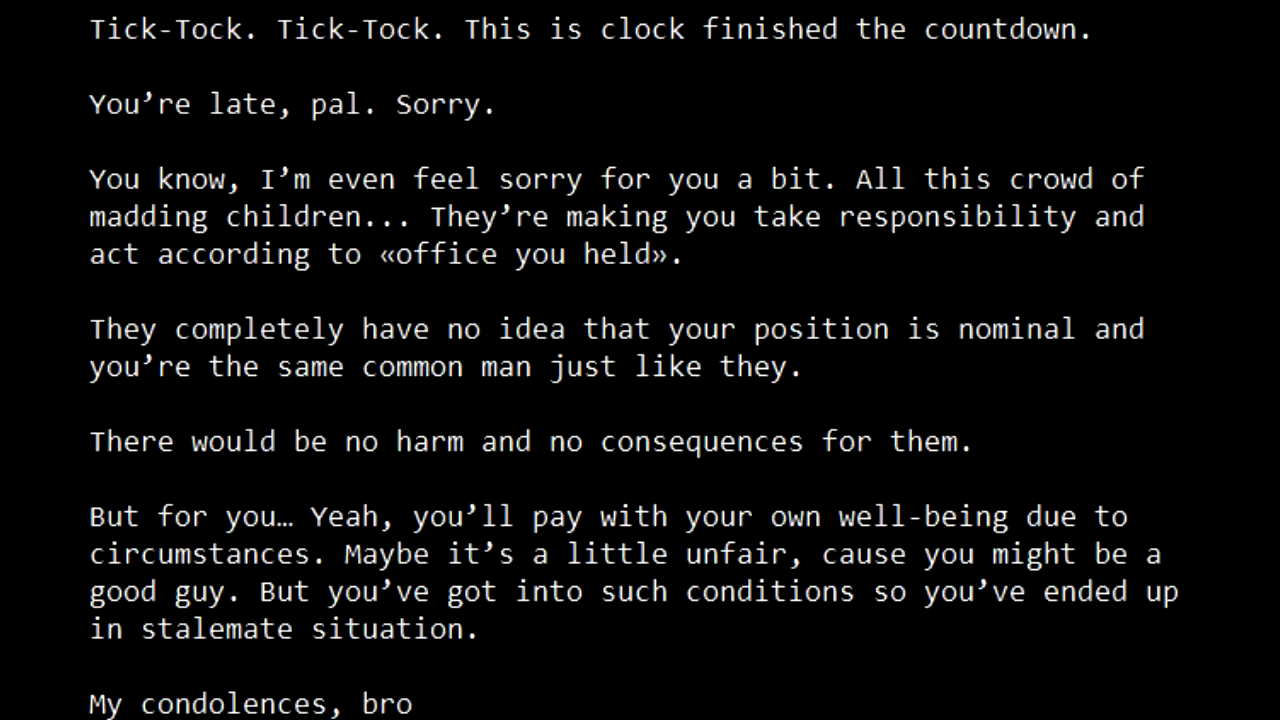 Tick-Tock. Tick-Tock. This is clock finished the countdown.
You’re late, pal. Sorry.
You know, I’m even feel sorry for you a bit. All this crowd of
madding children... They’re making you take responsibility and
act according to «office you held».
They completely have no idea that your position is nominal and
you’re the same common man just like they.
There would be no harm and no consequences for them.
But for you… Yeah, you’ll pay with your own well-being due to
circumstances. Maybe it’s a little unfair, cause you might be a
good guy. But you’ve got into such conditions so you’ve ended up
in stalemate situation.
My condolences, bro